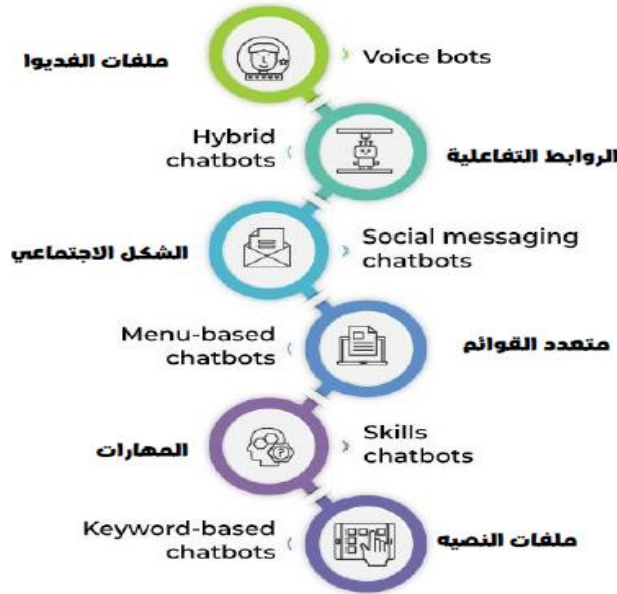 ملفات الفديوا
Voice bots
Hybrid
chatbots
الروابط التفاعلية
الشكل الاجتماعي
Social messaging
chatbots
Menu-based
chatbots
متعدد القوائم
المهارات
Skills
chatbots
Keyword-based
chatbots
ملفات النصيه